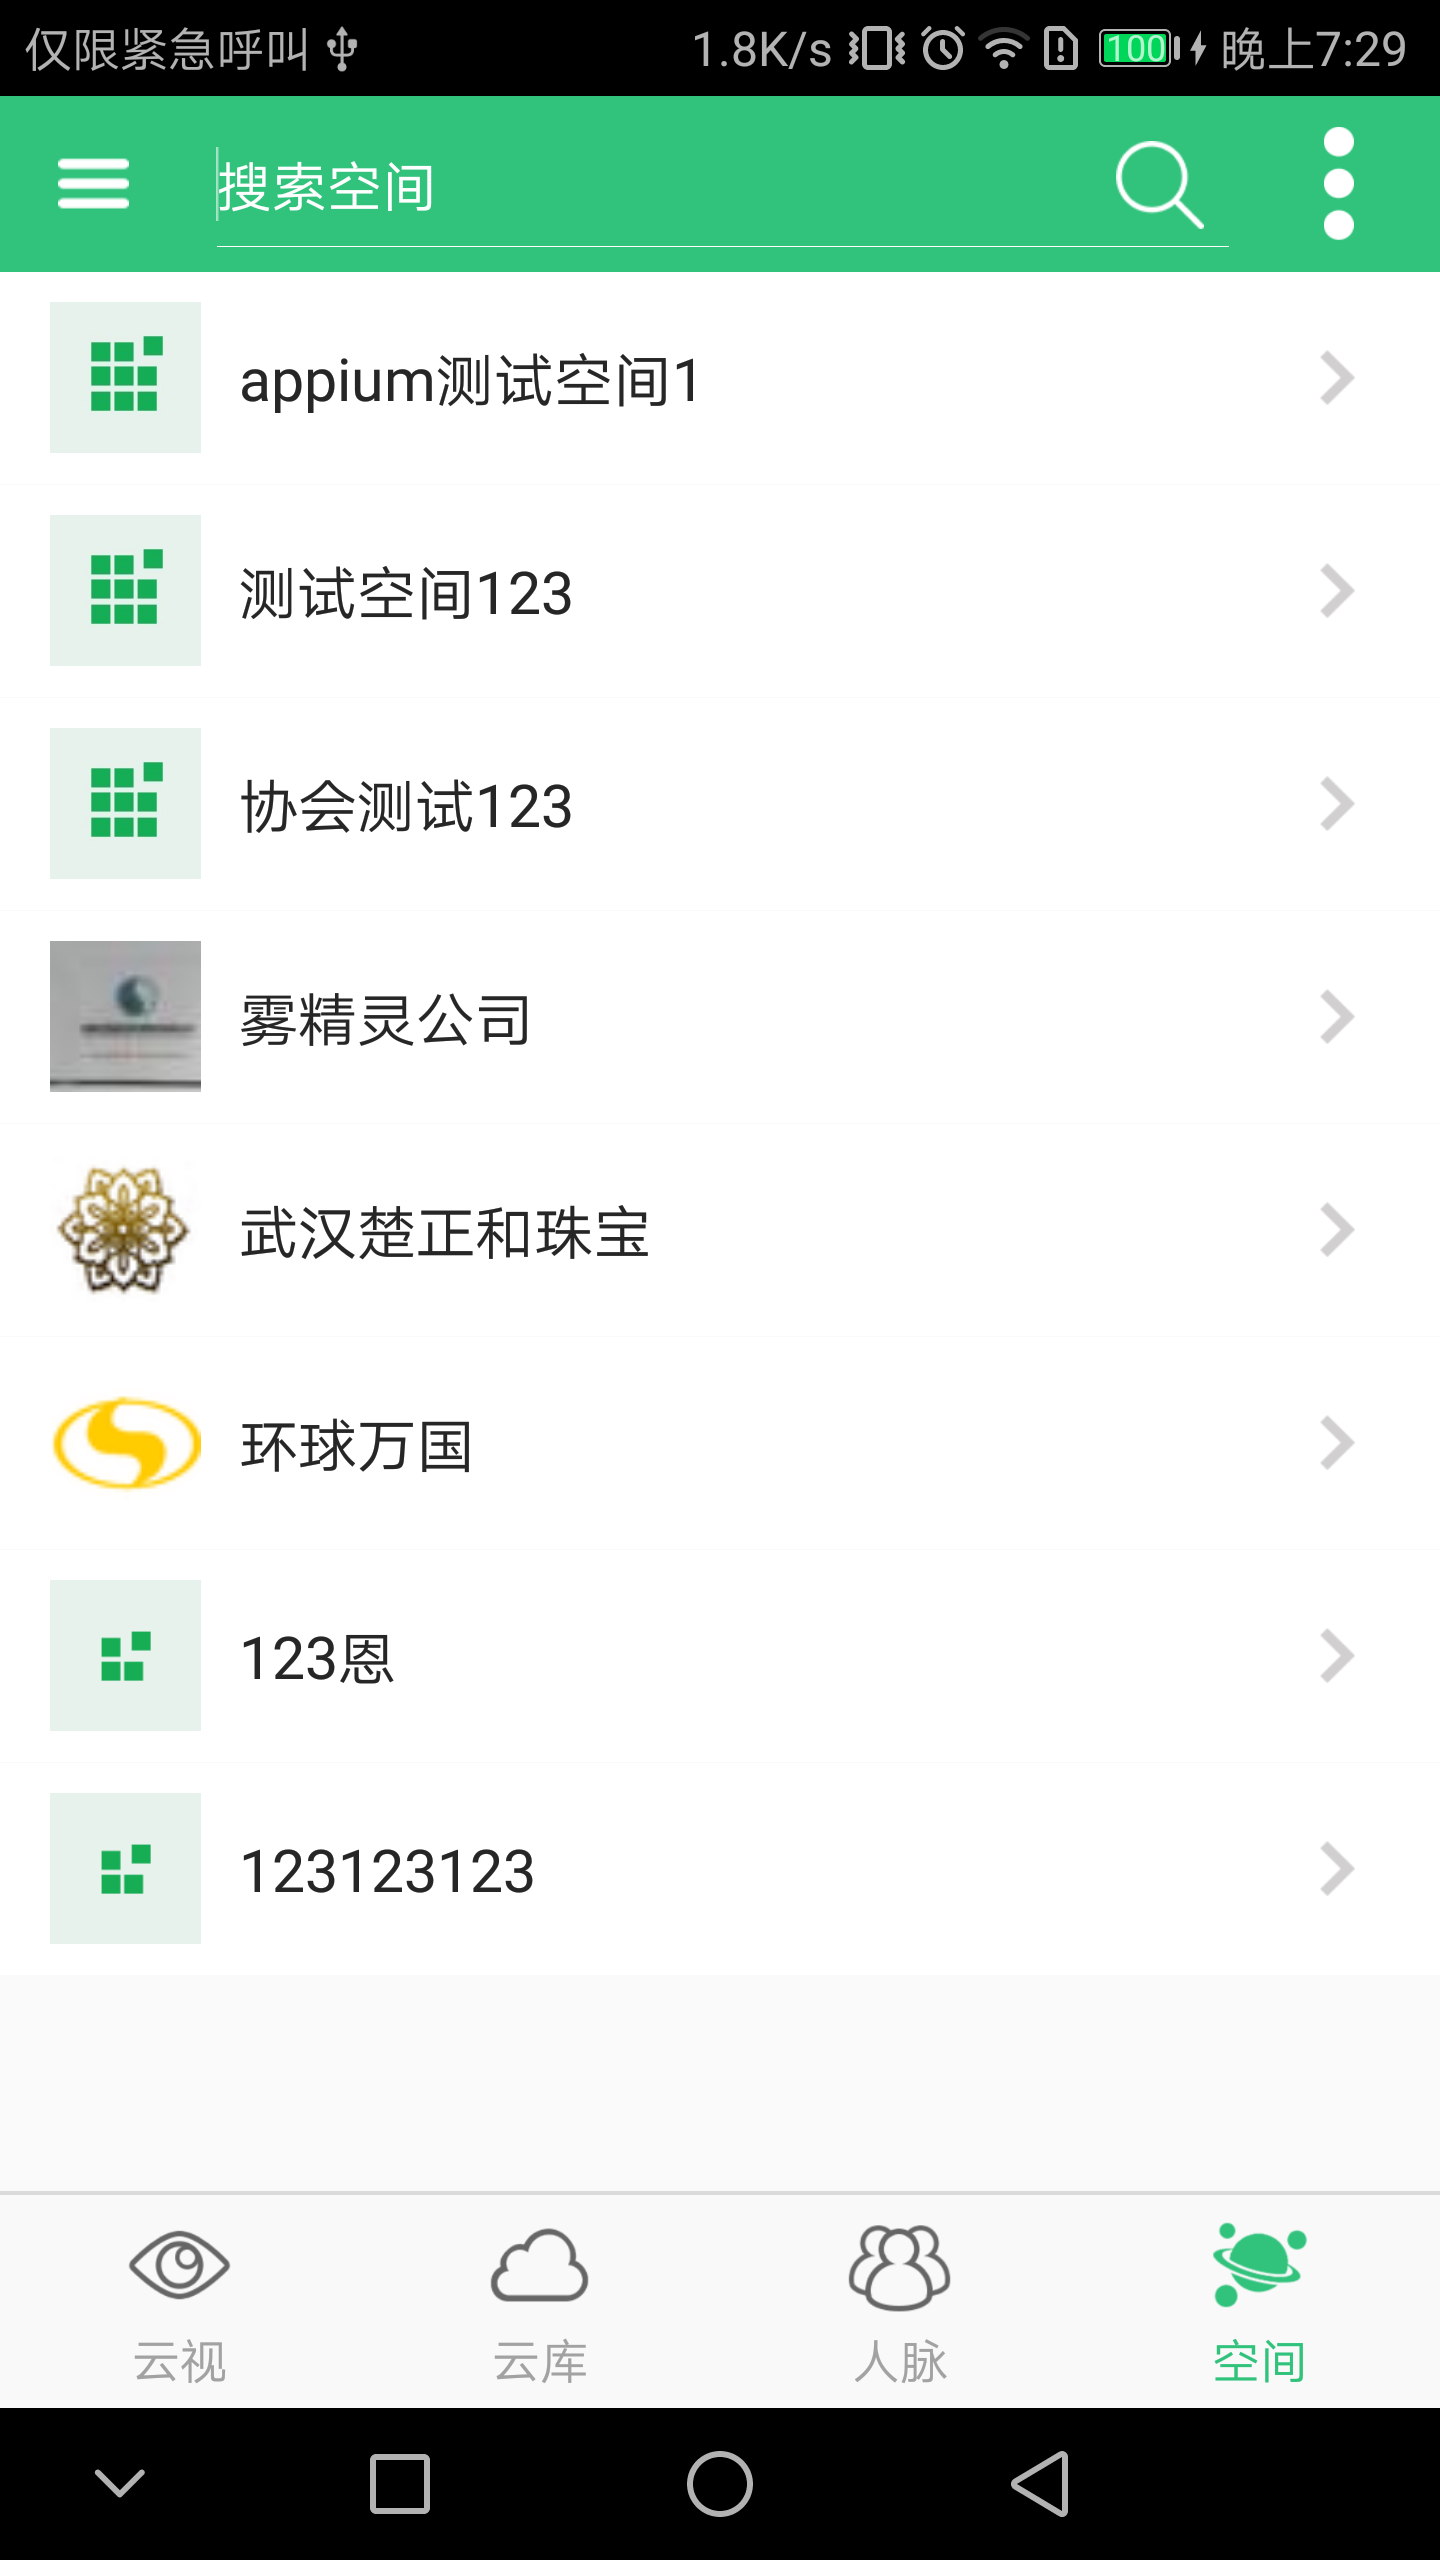 仅限紧急呼叫 1.8K/s 100 晚上7:29
搜索空间
appium测试空间1
测试空间123
协会测试123
雾精灵公司
武汉楚正和珠宝
环球万国
123恩
123123123
云视 云库 人脉 空间